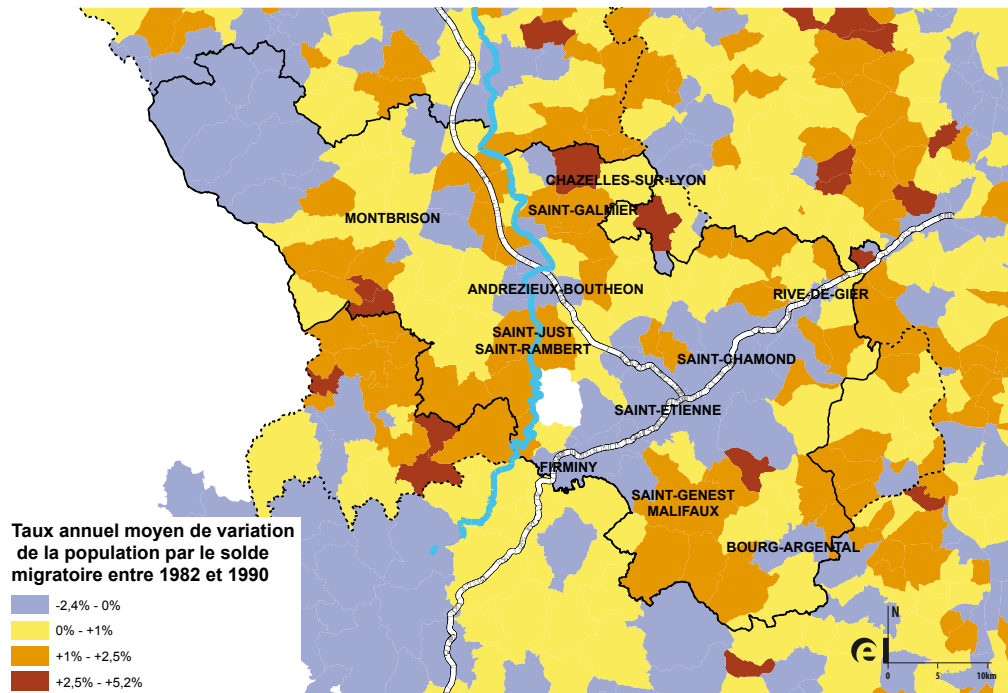 CHAZELLES-SUR-LYON
SAINT-GALMIER
MONTBRISON
ANDREZIEUX-BOUTHEON
RIVE-DE-GIER
SAINT-JUST
SAINT-RAMBERT
SAINT-CHAMOND
SAINT-ETIENNE
FIRMINY
SAINT-GENEST
MALIFAUX
BOURG-ARGENTAL
Taux annuel moyen de variation
de la population par le solde
migratoire entre 1982 et 1990
-2,4% - 0%
0% - +1%
+1% - +2,5%
+2,5% - +5,2%
N
e
0 5 10km